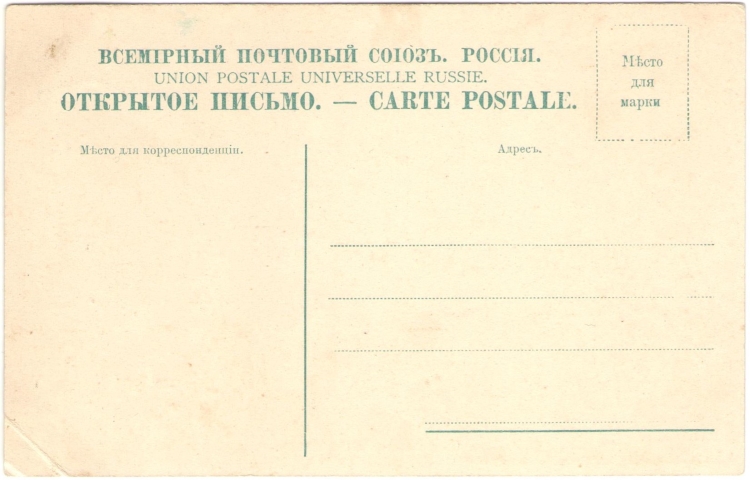 ВСЕМІРНЫЙ ПОЧТОВЫЙ СОЮЗЪ. РОССІЯ.
UNION POSTALE UNIVERSELLE RUSSIE.
ОТКРЫТОЕ ПИСЬМО. — CARTE POSTALE.
Мѣсто
для
марки
Мѣсто для корреспонденціи.
Адресъ.